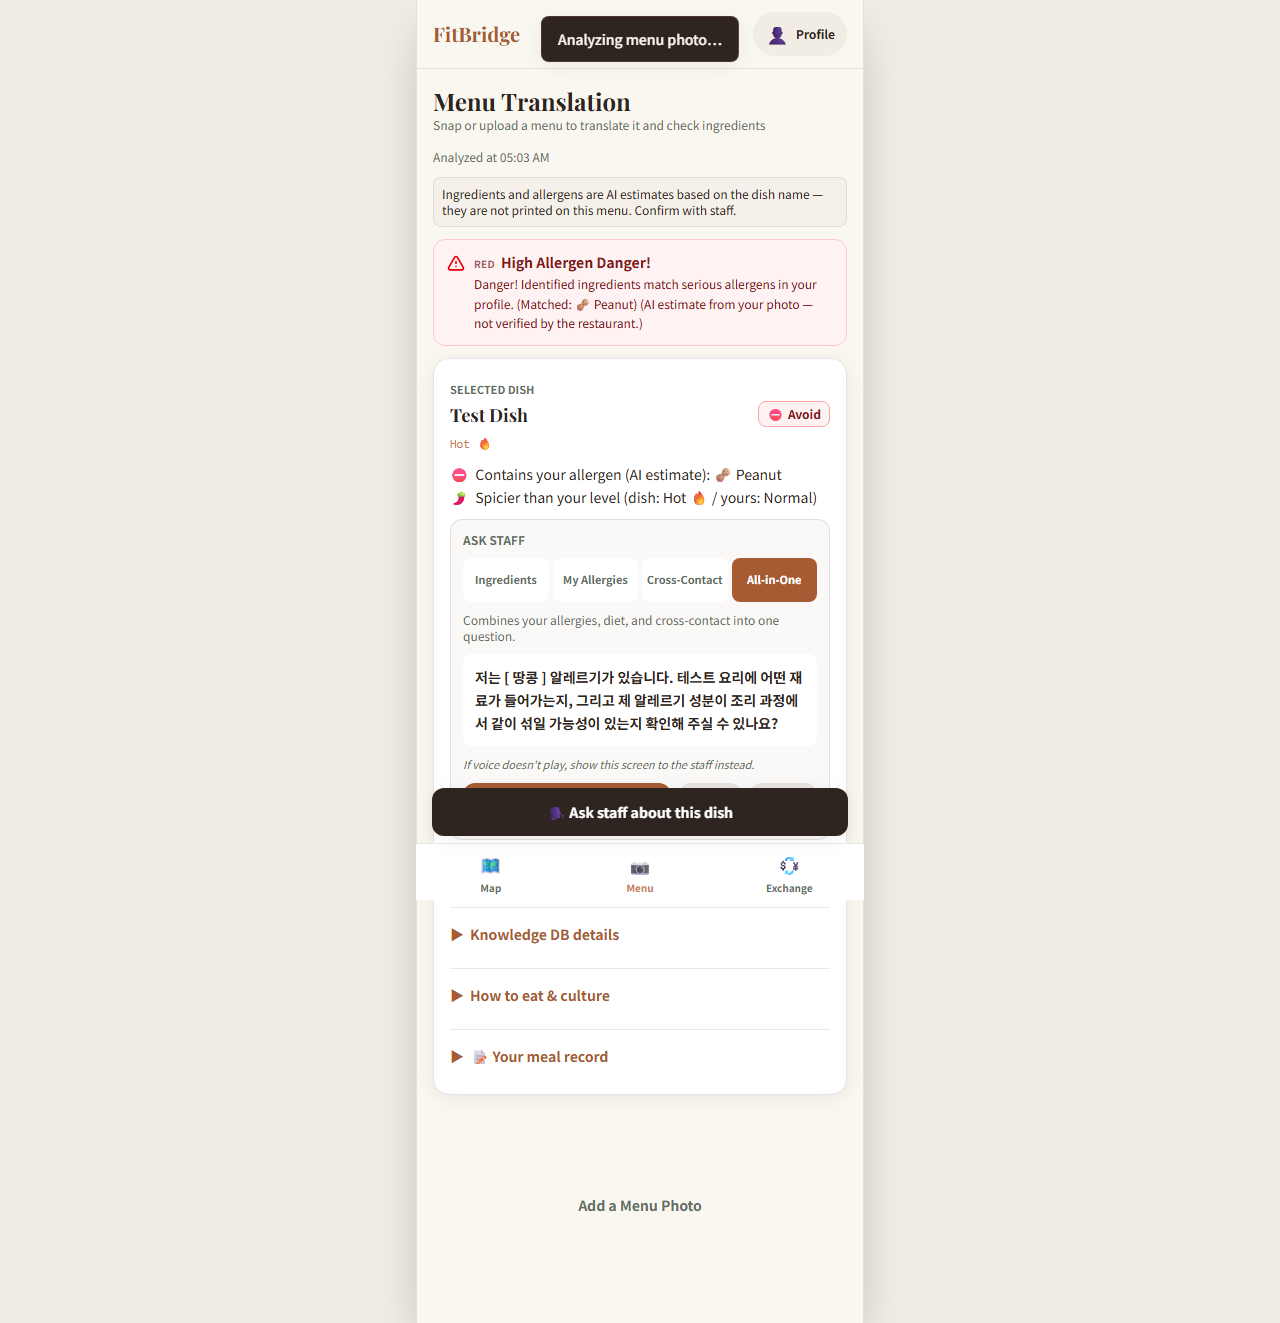 FitBridge
Analyzing menu photo…
Profile
Menu Translation
Snap or upload a menu to translate it and check ingredients
Analyzed at 05:03 AM
Ingredients and allergens are AI estimates based on the dish name —
they are not printed on this menu. Confirm with staff.
RED High Allergen Danger!
Danger! Identified ingredients match serious allergens in your
profile. (Matched: 🥜 Peanut) (AI estimate from your photo —
not verified by the restaurant.)
SELECTED DISH
Test Dish
⛔ Avoid
Hot 🔥
⛔ Contains your allergen (AI estimate): 🥜 Peanut
🌶️ Spicier than your level (dish: Hot 🔥 / yours: Normal)
ASK STAFF
Ingredients
My Allergies
Cross-Contact
All-in-One
Combines your allergies, diet, and cross-contact into one
question.
저는 [ 땅콩 ] 알레르기가 있습니다. 테스트 요리에 어떤 재
료가 들어가는지, 그리고 제 알레르기 성분이 조리 과정에
서 같이 섞일 가능성이 있는지 확인해 주실 수 있나요?
If voice doesn't play, show this screen to the staff instead.
🗣️ Ask staff about this dish
Map
Menu
Exchange
▶ Knowledge DB details
▶ How to eat & culture
▶ 📝 Your meal record
Add a Menu Photo